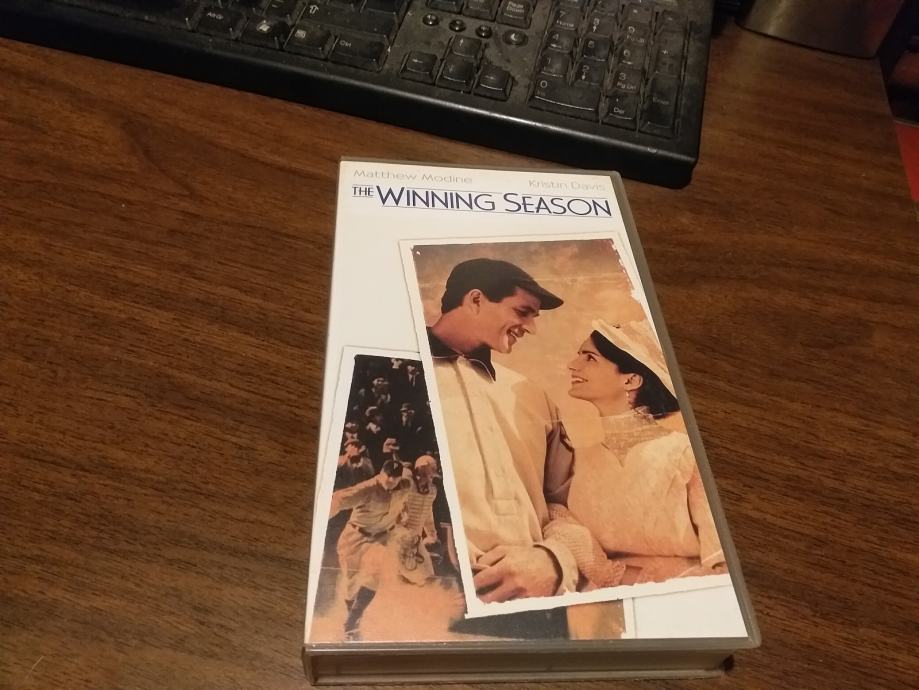 Matthew Modine Kristin Davis
THE WINNING SEASON